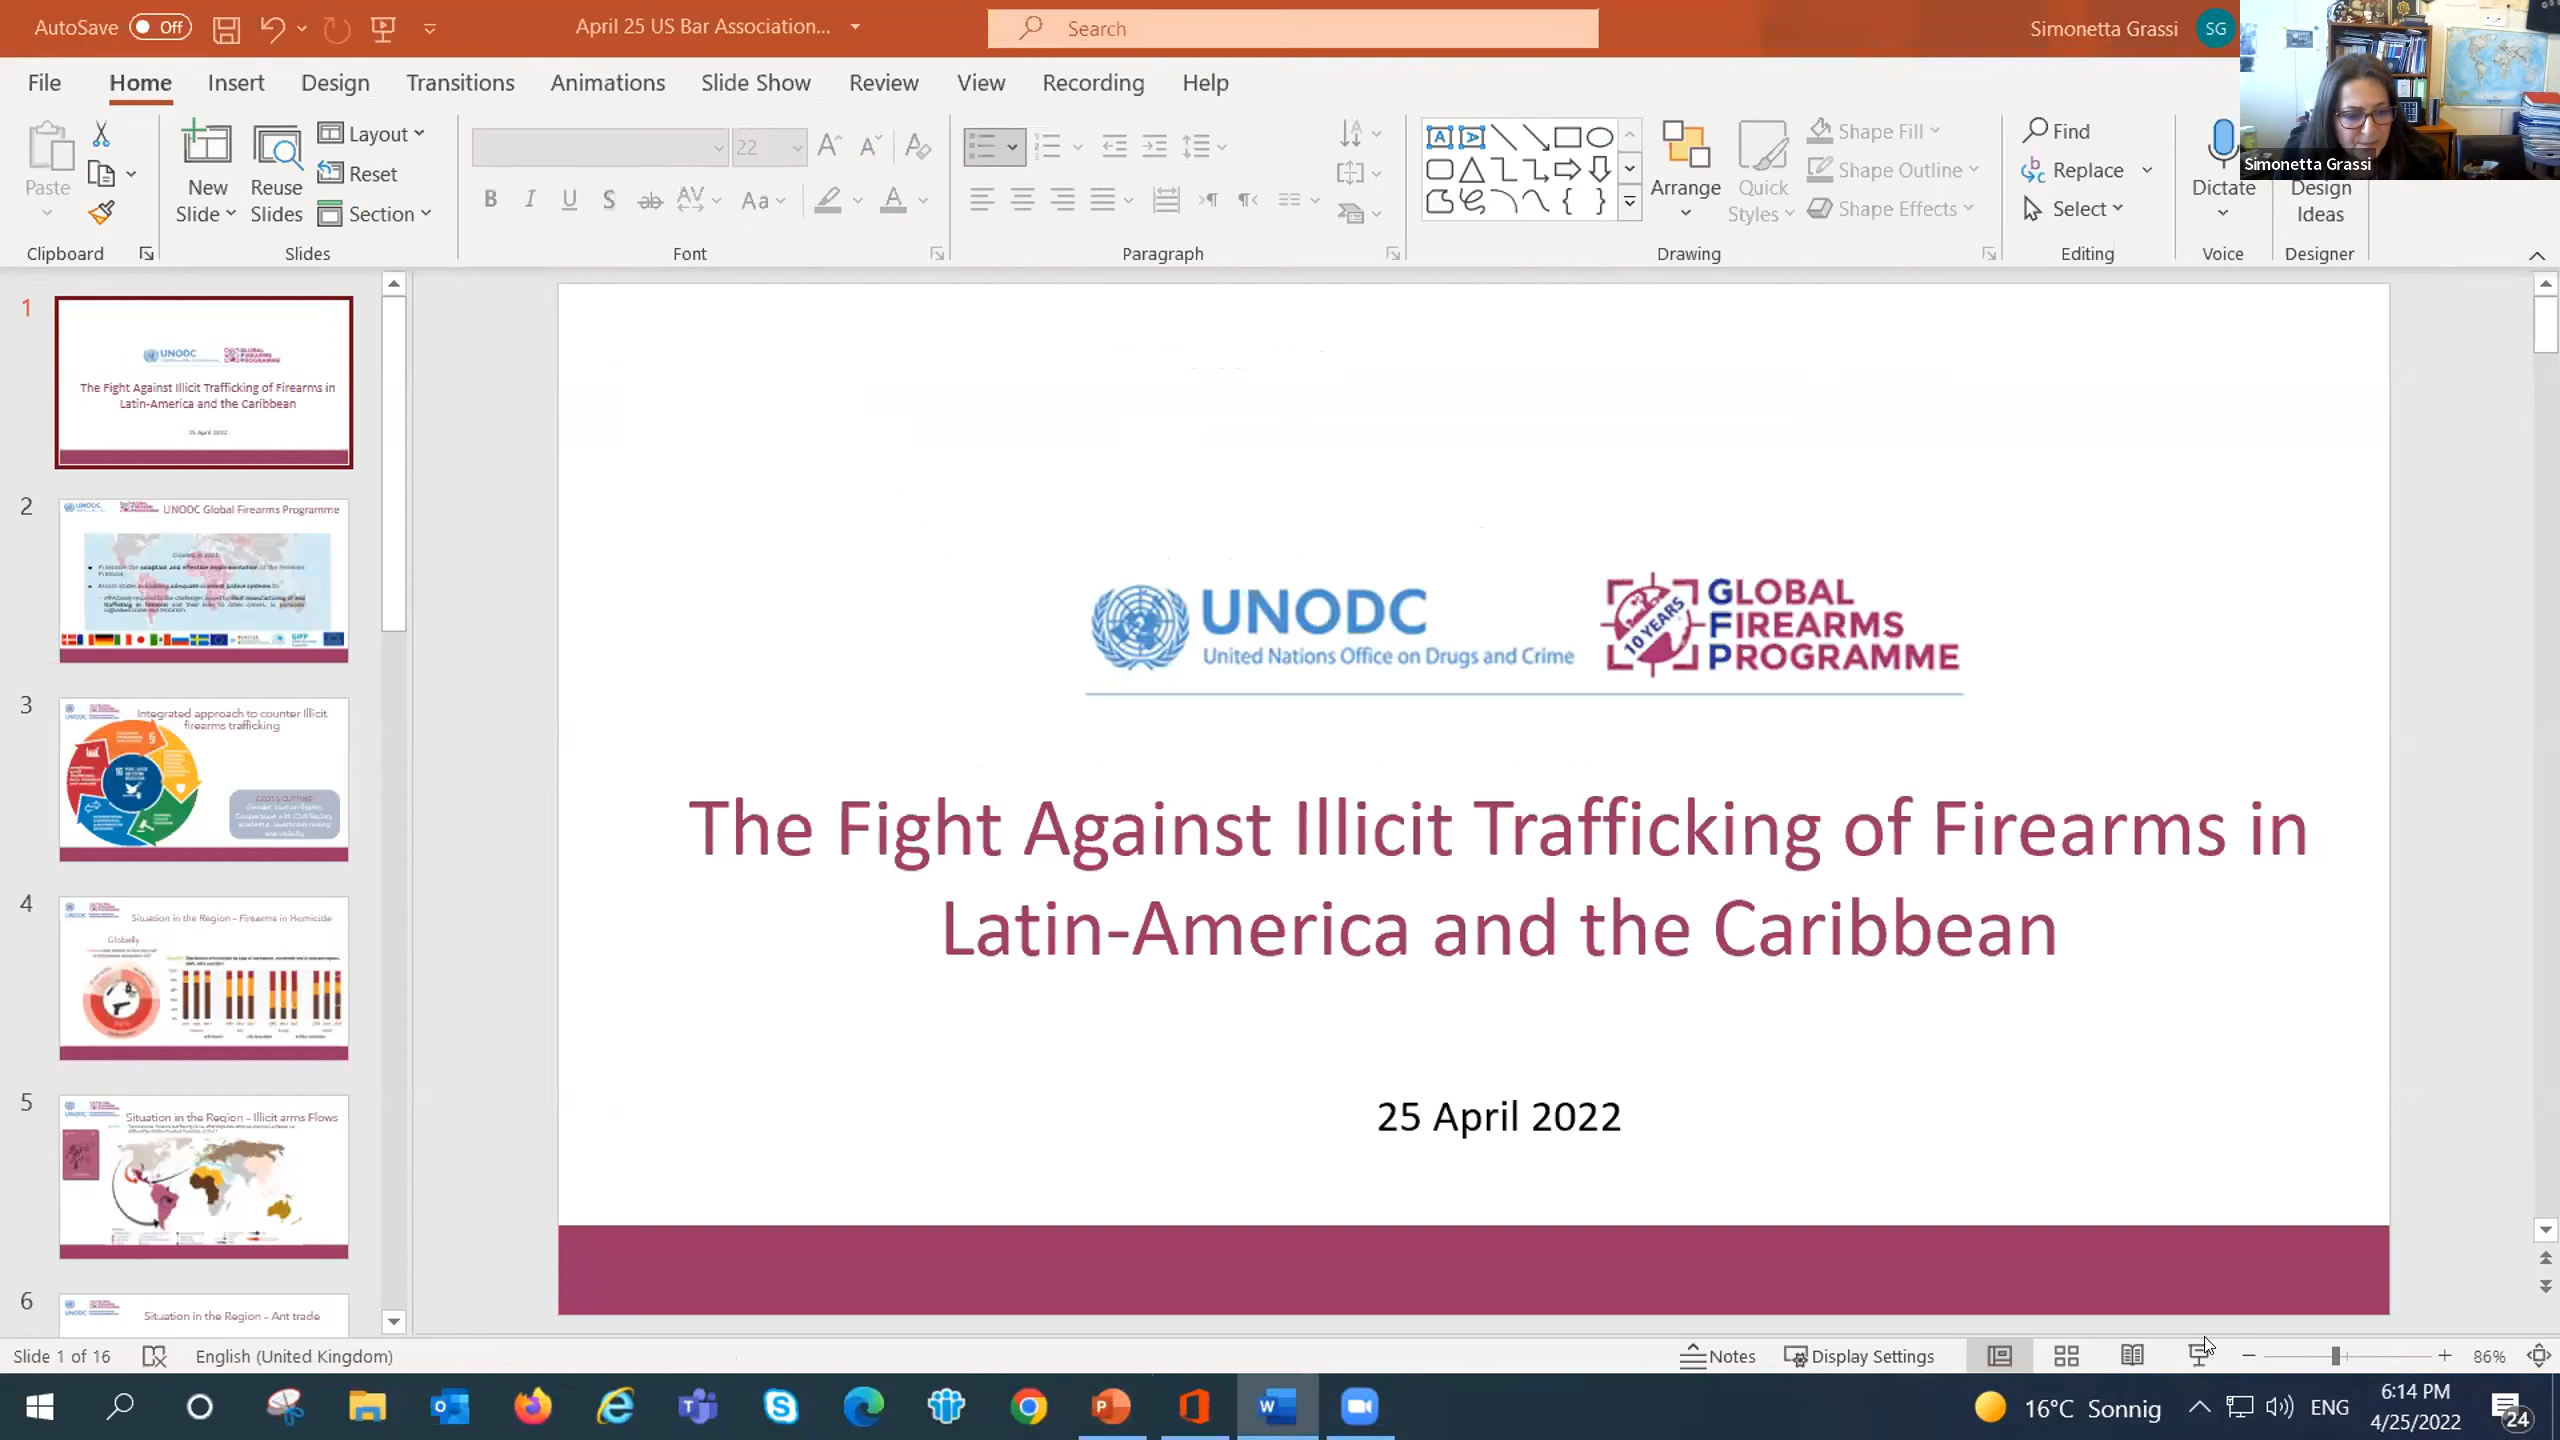 AutoSave Off
April 25 US Bar Association...
Search
Simonetta Grassi SG
File Home Insert Design Transitions Animations Slide Show Review View Recording Help
Paste
New Slide
Reuse Slides
Layout
Reset
Section
22
Arrange
Quick Styles
Shape Fill
Shape Outline
Shape Effects
Find
Replace
Select
Dictate
Design Ideas
Simonetta Grassi
Clipboard Slides Font Paragraph Drawing Editing Voice Designer
1
UNODC
GLOBAL FIREARMS PROGRAMME
The Fight Against Illicit Trafficking of Firearms in
Latin-America and the Caribbean
25 April 2022
2
UNODC
UNODC Global Firearms Programme
3
Integrated approach to counter Illicit
firearms trafficking
4
Situation in the Region - Firearms in Homicide
Globally
5
Situation in the Region - Illicit arms Flows
6
Situation in the Region - Ant trade
UNODC
United Nations Office on Drugs and Crime
10 YEARS
GLOBAL
FIREARMS
PROGRAMME
The Fight Against Illicit Trafficking of Firearms in
Latin-America and the Caribbean
25 April 2022
Slide 1 of 16
English (United Kingdom)
Notes
Display Settings
86%
16°C Sonnig
ENG
6:14 PM
4/25/2022
24